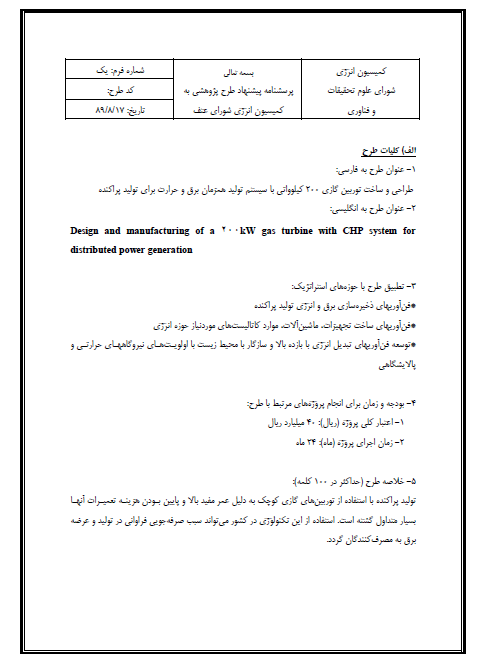 کمیسیون انرژی
شورای علوم تحقیقات
و فناوری
بسمه تعالی
پرسشنامه پیشنهاد طرح پژوهشی به
کمیسیون انرژی شورای عتف
شماره فرم: یک
کد طرح:
تاریخ: ۸۹/۸/۱۷
الف) کلیات طرح
۱- عنوان طرح به فارسی:
طراحی و ساخت توربین گازی ۲۰۰ کیلوواتی با سیستم تولید همزمان برق و حرارت برای تولید پراکنده
۲- عنوان طرح به انگلیسی:
Design and manufacturing of a ۲۰۰kW gas turbine with CHP system for
distributed power generation
۳- تطبیق طرح با حوزه‌های استراتژیک:
*فن‌آوریهای ذخیره‌سازی برق و انرژی تولید پراکنده
*فن‌آوریهای ساخت تجهیزات، ماشین‌آلات، موارد کاتالیست‌های موردنیاز حوزه انرژی
*توسعه فن‌آوریهای تبدیل انرژی با بازده بالا و سازگار با محیط زیست با اولویت‌های نیروگاههای حرارتی و
پالایشگاهی
۴- بودجه و زمان برای انجام پروژه‌های مرتبط با طرح:
۱- اعتبار کلی پروژه (ریال): ۴۰ میلیارد ریال
۲- زمان اجرای پروژه (ماه): ۲۴ ماه
۵- خلاصه طرح (حداکثر در ۱۰۰ کلمه):
تولید پراکنده با استفاده از توربین‌های گازی کوچک به دلیل عمر مفید بالا و پایین بودن هزینه تعمیرات آنها
بسیار متداول گشته است. استفاده از این تکنولوژی در کشور می‌تواند سبب صرفه‌جویی فراوانی در تولید و عرضه
برق به مصرف‌کنندگان گردد.